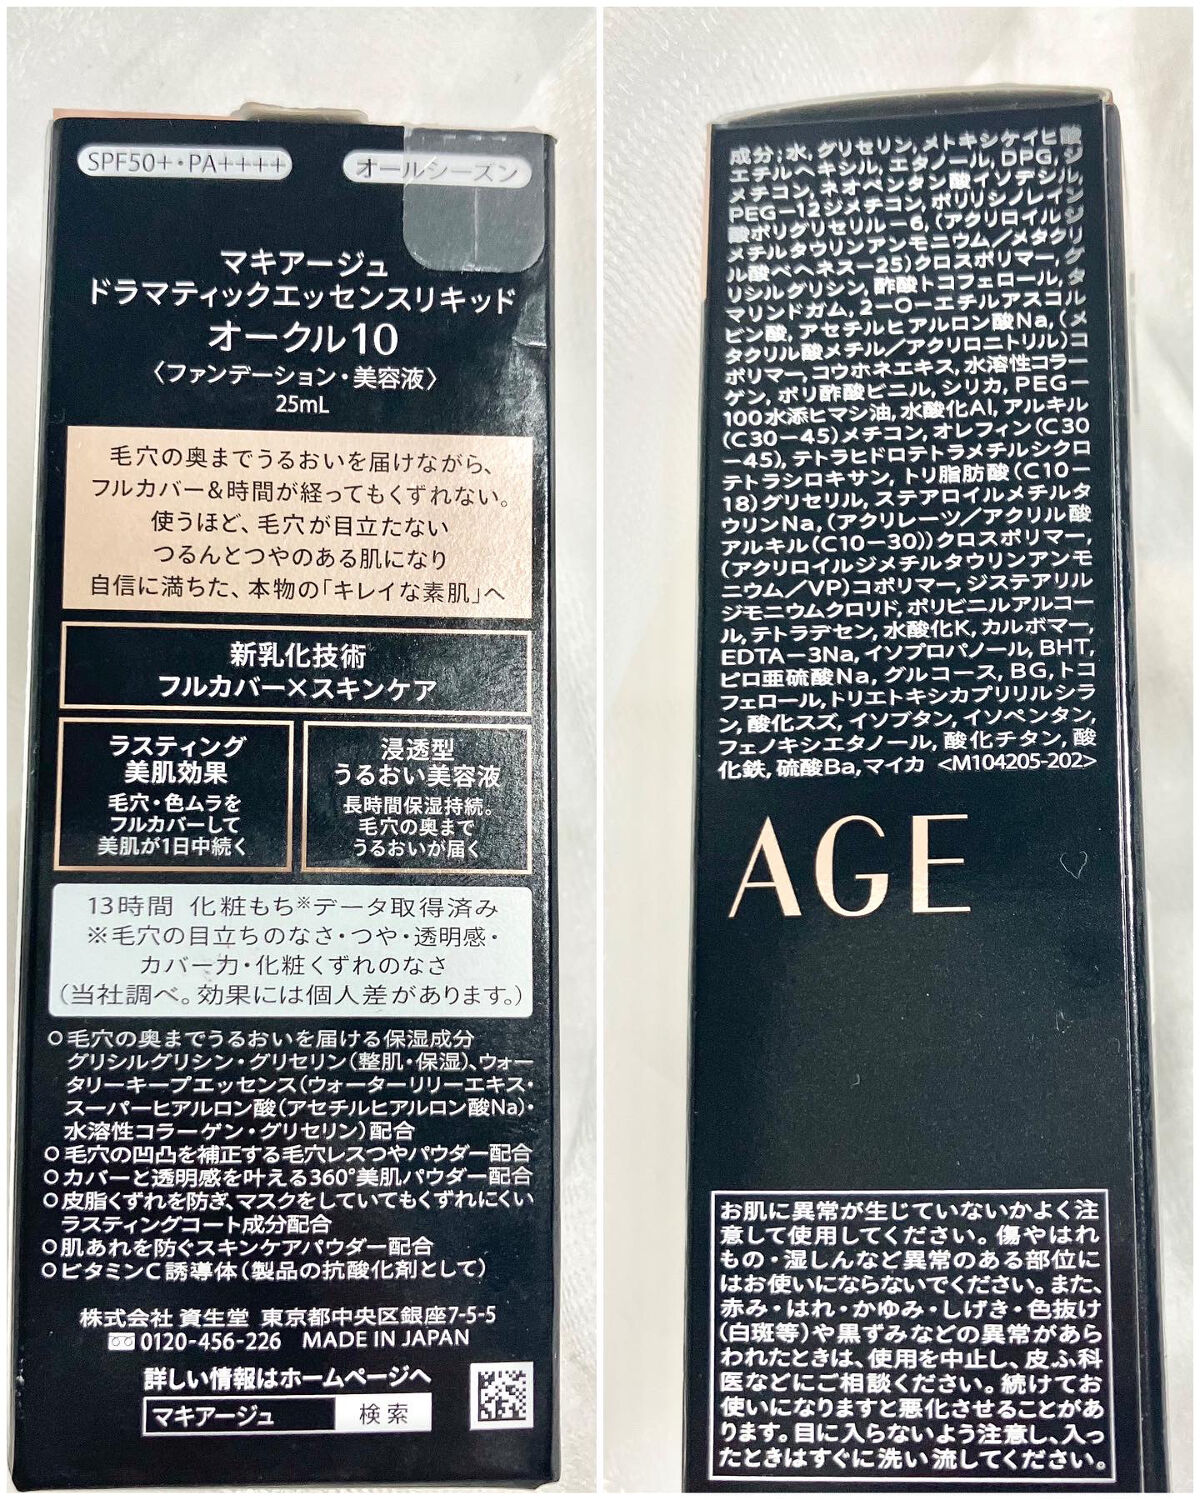 SPF50+・PA++++
オールシーズン
マキアージュ
ドラマティックエッセンスリキッド
オークル10
〈ファンデーション・美容液〉
25mL
毛穴の奥までうるおいを届けながら、
フルカバー&時間が経ってもくずれない。
使うほど、毛穴が目立たない
つるんとつやのある肌になり
自信に満ちた、本物の「キレイな素肌」へ
新乳化技術
フルカバー×スキンケア
ラスティング
美肌効果
毛穴・色ムラを
フルカバーして
美肌が1日中続く
浸透型
うるおい美容液
長時間保湿持続。
毛穴の奥まで
うるおいが届く
13時間 化粧もち※データ取得済み
※毛穴の目立ちのなさ・つや・透明感・
カバー力・化粧くずれのなさ
(当社調べ。効果には個人差があります。)
○毛穴の奥までうるおいを届ける保湿成分
グリシルグリシン・グリセリン(整肌・保湿)、ウォー
タリーキープエッセンス(ウォーターリリーエキス・
スーパーヒアルロン酸(アセチルヒアルロン酸Na)・
水溶性コラーゲン・グリセリン)配合
○毛穴の凹凸を補正する毛穴レスつやパウダー配合
○カバーと透明感を叶える360°美肌パウダー配合
○皮脂くずれを防ぎ、マスクをしていてもくずれにくい
ラスティングコート成分配合
○肌あれを防ぐスキンケアパウダー配合
○ビタミンC誘導体(製品の抗酸化剤として)
株式会社 資生堂 東京都中央区銀座7-5-5
0120-456-226 MADE IN JAPAN
詳しい情報はホームページへ
マキアージュ 検索
成分:水,グリセリン,メトキシケイヒ酸
エチルヘキシル,エタノール,DPG,ジ
メチコン,ネオペンタン酸イソデシル,
PEG-12ジメチコン,ポリリシノレイン
酸ポリグリセリル-6,(アクリロイルジ
メチルタウリンアンモニウム/メタクリ
ル酸ベヘネス-25)クロスポリマー,グ
リシルグリシン,酢酸トコフェロール,タ
マリンドガム,2-O-エチルアスコル
ビン酸,アセチルヒアルロン酸Na,(メ
タクリル酸メチル/アクリロニトリル)コ
ポリマー,コウホネエキス,水溶性コラー
ゲン,ポリ酢酸ビニル,シリカ,PEG-
100水添ヒマシ油,水酸化Al,アルキル
(C30-45)メチコン,オレフィン(C30
-45),テトラヒドロテトラメチルシクロ
テトラシロキサン,トリ脂肪酸(C10-
18)グリセリル,ステアロイルメチルタ
ウリンNa,(アクリレーツ/アクリル酸
アルキル(C10-30))クロスポリマー,
(アクリロイルジメチルタウリンアンモ
ニウム/VP)コポリマー,ジステアリル
ジモニウムクロリド,ポリビニルアルコー
ル,テトラデセン,水酸化K,カルボマー,
EDTA-3Na,イソプロパノール,BHT,
ピロ亜硫酸Na,グルコース,BG,トコ
フェロール,トリエトキシカプリリルシラ
ン,酸化スズ,イソブタン,イソペンタン,
フェノキシエタノール,酸化チタン,酸
化鉄,硫酸Ba,マイカ <M104205-202>
AGE
お肌に異常が生じていないかよく注
意して使用してください。傷やはれ
もの・湿しんなど異常のある部位に
はお使いにならないでください。また、
赤み・はれ・かゆみ・しげき・色抜け
(白斑等)や黒ずみなどの異常があら
われたときは、使用を中止し、皮ふ科
医などにご相談ください。続けてお
使いになりますと悪化させることがあ
ります。目に入らないよう注意し、入っ
たときはすぐに洗い流してください。